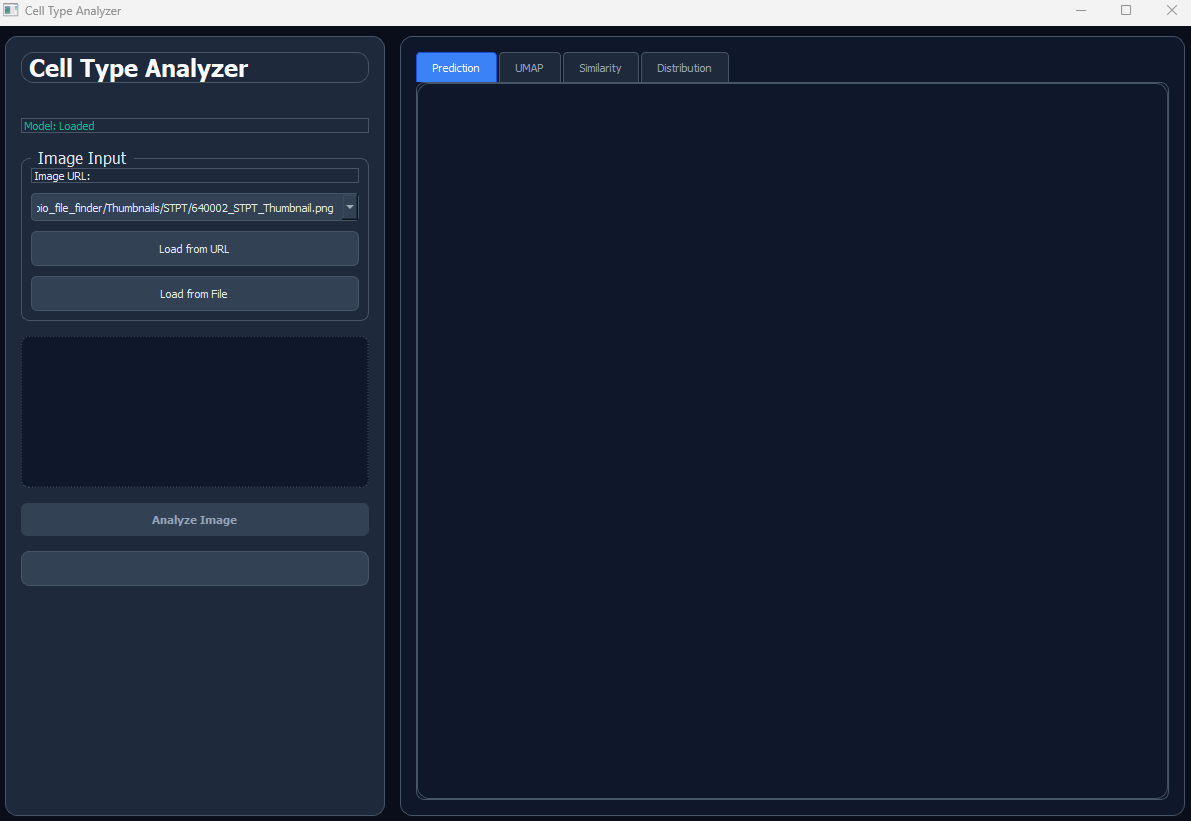 Cell Type Analyzer
Cell Type Analyzer
Model: Loaded
Image Input
Image URL:
bio_file_finder/Thumbnails/STPT/640002_STPT_Thumbnail.png
Load from URL
Load from File
Analyze Image
Prediction
UMAP
Similarity
Distribution